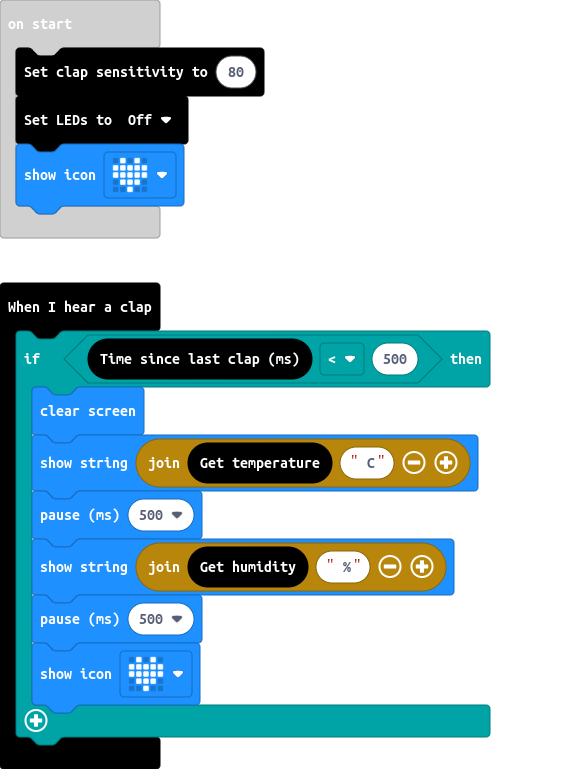 on start
Set clap sensitivity to 80
Set LEDs to Off
show icon
When I hear a clap
if Time since last clap (ms) < 500 then
clear screen
show string join Get temperature " C"
pause (ms) 500
show string join Get humidity " %"
pause (ms) 500
show icon